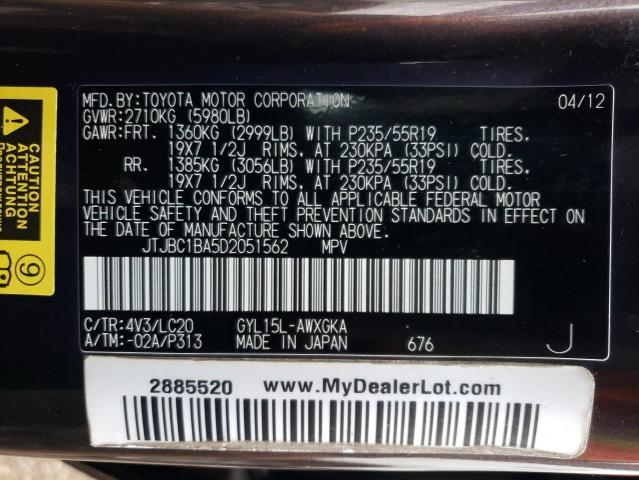 MFD. BY: TOYOTA MOTOR CORPORATION 04/12
GVWR: 2710KG (5980LB)
GAWR: FRT. 1360KG (2999LB) WITH P235/55R19 TIRES.
19X7 1/2J RIMS, AT 230KPA (33PSI) COLD.
RR. 1385KG (3056LB) WITH P235/55R19 TIRES.
19X7 1/2J RIMS, AT 230KPA (33PSI) COLD.
THIS VEHICLE CONFORMS TO ALL APPLICABLE FEDERAL MOTOR
VEHICLE SAFETY AND THEFT PREVENTION STANDARDS IN EFFECT ON
THE DATE OF MANUFACTURE SHOWN ABOVE.
JTJBC1BA5D2051562 MPV
C/TR: 4V3/LC20 GYL15L-AWXGKA
A/TM: -02A/P313 MADE IN JAPAN 676 J
2885520 www.MyDealerLot.com
CAUTION
ACHTUNG
ATTENTION
9